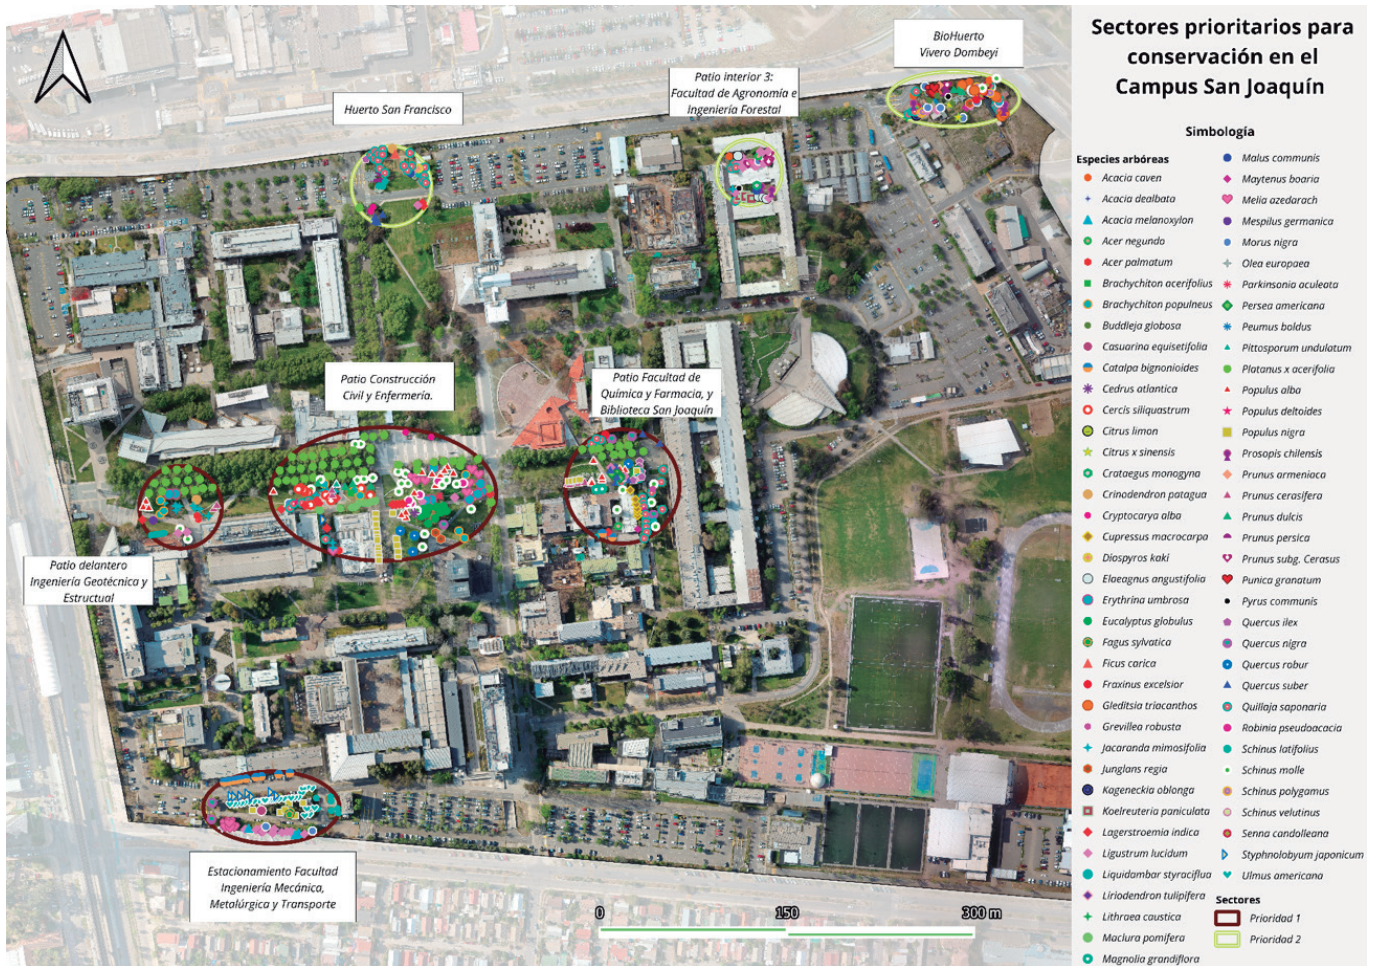 Sectores prioritarios para
conservación en el
Campus San Joaquín
Simbología
Especies arbóreas
Acacia caven
Acacia dealbata
Acacia melanoxylon
Acer negundo
Acer palmatum
Brachychiton acerifolius
Brachychiton populneus
Buddleja globosa
Casuarina equisetifolia
Catalpa bignonioides
Cedrus atlantica
Cercis siliquastrum
Citrus limon
Citrus x sinensis
Crataegus monogyna
Crinodendron patagua
Cryptocarya alba
Cupressus macrocarpa
Diospyros kaki
Elaeagnus angustifolia
Erythrina umbrosa
Eucalyptus globulus
Fagus sylvatica
Ficus carica
Fraxinus excelsior
Gleditsia triacanthos
Grevillea robusta
Jacaranda mimosifolia
Junglans regia
Kageneckia oblonga
Koelreuteria paniculata
Lagerstroemia indica
Ligustrum lucidum
Liquidambar styraciflua
Liriodendron tulipifera
Lithraea caustica
Maclura pomifera
Magnolia grandiflora
Malus communis
Maytenus boaria
Melia azedarach
Mespilus germanica
Morus nigra
Olea europaea
Parkinsonia aculeata
Persea americana
Peumus boldus
Pittosporum undulatum
Platanus x acerifolia
Populus alba
Populus deltoides
Populus nigra
Prosopis chilensis
Prunus armeniaca
Prunus cerasifera
Prunus dulcis
Prunus persica
Prunus subg. Cerasus
Punica granatum
Pyrus communis
Quercus ilex
Quercus nigra
Quercus robur
Quercus suber
Quillaja saponaria
Robinia pseudoacacia
Schinus latifolius
Schinus molle
Schinus polygamus
Schinus velutinus
Senna candolleana
Styphnolobyum japonicum
Ulmus americana
Sectores
Prioridad 1
Prioridad 2
BioHuerto
Vivero Dombeyi
Patio interior 3:
Facultad de Agronomía e
Ingeniería Forestal
Huerto San Francisco
Patio Construcción
Civil y Enfermería.
Patio Facultad de
Química y Farmacia, y
Biblioteca San Joaquín
Patio delantero
Ingeniería Geotécnica y
Estructual
Estacionamiento Facultad
Ingeniería Mecánica,
Metalúrgica y Transporte
0 150 300 m